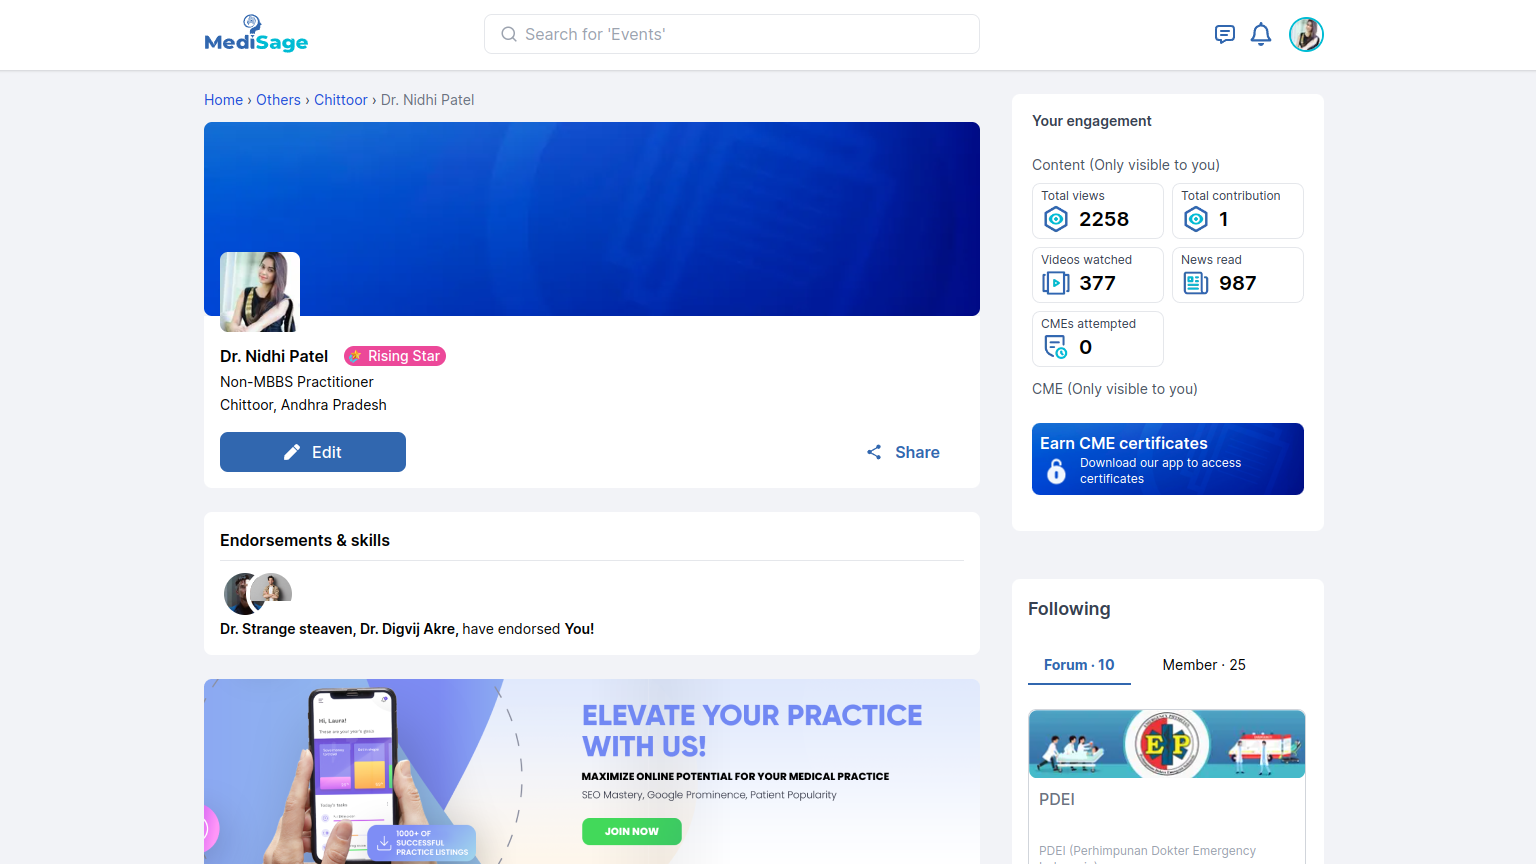 MediSage
Search for 'Events'
Home › Others › Chittoor › Dr. Nidhi Patel
Dr. Nidhi Patel
Rising Star
Non-MBBS Practitioner
Chittoor, Andhra Pradesh
Edit
Share
Endorsements & skills
Dr. Strange steaven, Dr. Digvij Akre, have endorsed You!
Hi, Laura!
1000+ OF
SUCCESSFUL
PRACTICE LISTINGS
ELEVATE YOUR PRACTICE
WITH US!
MAXIMIZE ONLINE POTENTIAL FOR YOUR MEDICAL PRACTICE
SEO Mastery, Google Prominence, Patient Popularity
JOIN NOW
Your engagement
Content (Only visible to you)
Total views
2258
Total contribution
1
Videos watched
377
News read
987
CMEs attempted
0
CME (Only visible to you)
Earn CME certificates
Download our app to access
certificates
Following
Forum · 10
Member · 25
EP
PDEI
PDEI (Perhimpunan Dokter Emergency